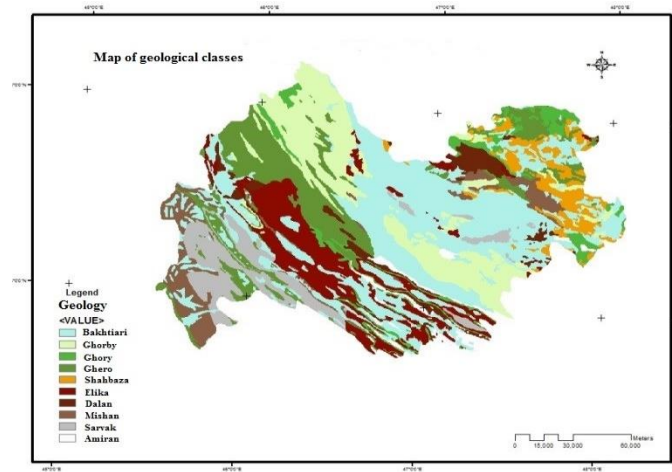 Map of geological classes
Legend
Geology
<VALUE>
Bakhtiari
Ghorby
Ghory
Ghero
Shahbaza
Elika
Dalan
Mishan
Sarvak
Amiran
Meters
0 15,000 30,000 60,000